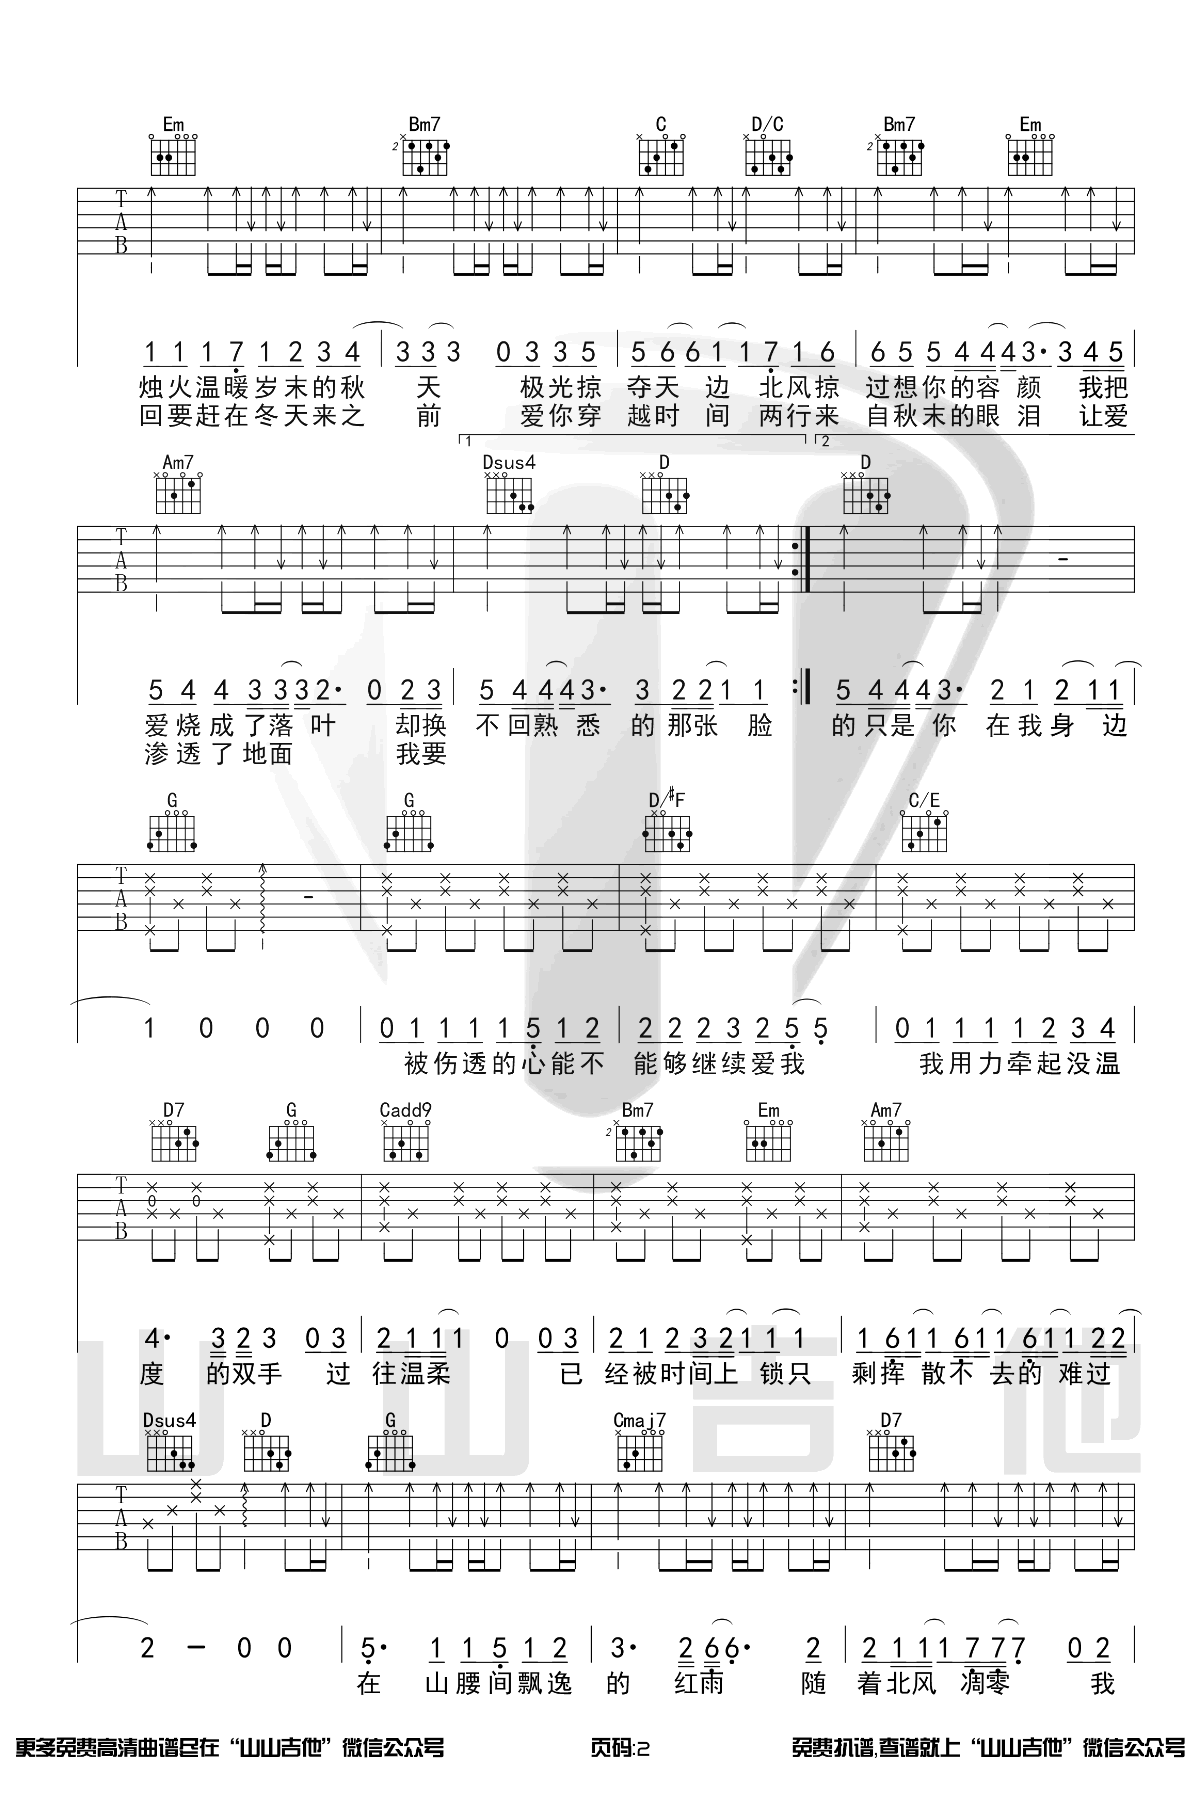 Em Bm7 C D/C Bm7 Em
2 2
T
A
B
1 1 1 7 1 2 3 4 3 3 3 0 3 3 5 5 6 6 1 1 7 1 6 6 5 5 4 4 4 3· 3 4 5
烛火温暖岁末的秋 天 极光掠 夺天 边 北风掠 过想你的容 颜 我把
回要赶在冬天来之 前 爱你穿 越时 间 两行来 自秋末的眼 泪 让爱
1 2
Am7 Dsus4 D D
T
A
B
5 4 4 3 3 3 2· 0 2 3 5 4 4 4 3· 3 2 2 1 1 5 4 4 4 3· 2 1 2 1 1
爱烧成了落 叶 却换 不回熟 悉 的那张 脸 的只是 你 在我身 边
渗透了地面 我要
G G D/#F C/E
T
A
B
1 0 0 0 0 1 1 1 1 5 1 2 2 2 2 3 2 5 5 0 1 1 1 1 2 3 4
被伤透的心能不 能够继续爱我 我用力牵起没温
D7 G Cadd9 Bm7 Em Am7
2
T
A
B
0 0
4· 3 2 3 0 3 2 1 1 1 0 0 3 2 1 2 3 2 1 1 1 1 6 1 1 6 1 1 6 1 1 2 2
度 的双手 过 往温柔 已 经被时间上 锁只 剩挥 散不 去的 难过
Dsus4 D G Cmaj7 D7
T
A
B
2 — 0 0 5· 1 1 5 1 2 3· 2 6 6· 2 2 1 1 1 7 7 7 0 2
在 山腰间飘逸 的 红雨 随 着北风 凋零 我
更多免费高清曲谱尽在“山山吉他”微信公众号 页码:2 免费扒谱,查谱就上“山山吉他”微信公众号
山山吉他